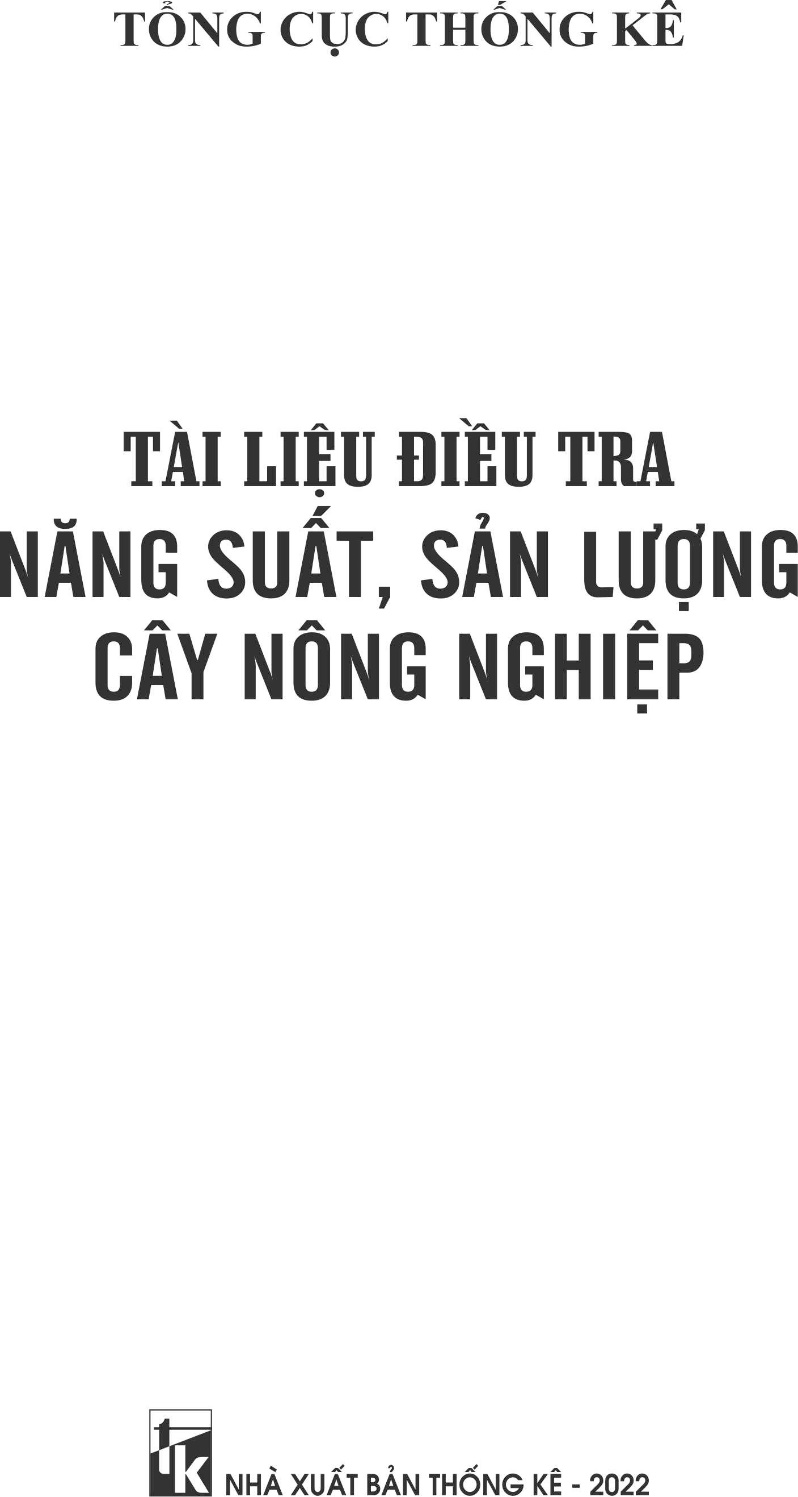 TỔNG CỤC THỐNG KÊ
TÀI LIỆU ĐIỀU TRA
NĂNG SUẤT, SẢN LƯỢNG
CÂY NÔNG NGHIỆP
tk NHÀ XUẤT BẢN THỐNG KÊ - 2022